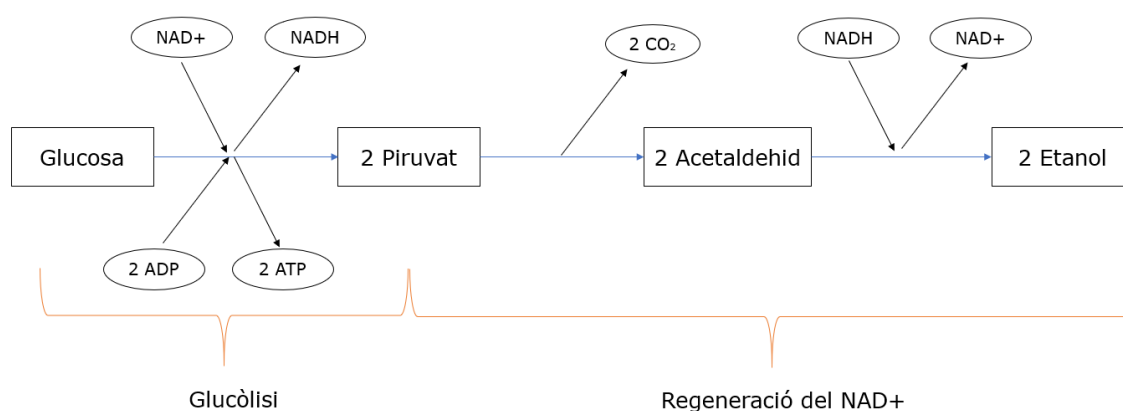 NAD+
NADH
2 CO₂
NADH
NAD+
Glucosa
2 Piruvat
2 Acetaldehid
2 Etanol
2 ADP
2 ATP
Glucòlisi
Regeneració del NAD+